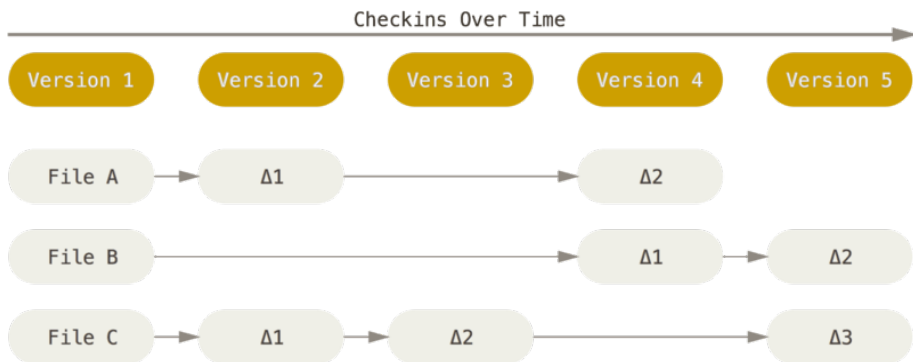 Checkins Over Time
Version 1 Version 2 Version 3 Version 4 Version 5
File A Δ1 Δ2
File B Δ1 Δ2
File C Δ1 Δ2 Δ3